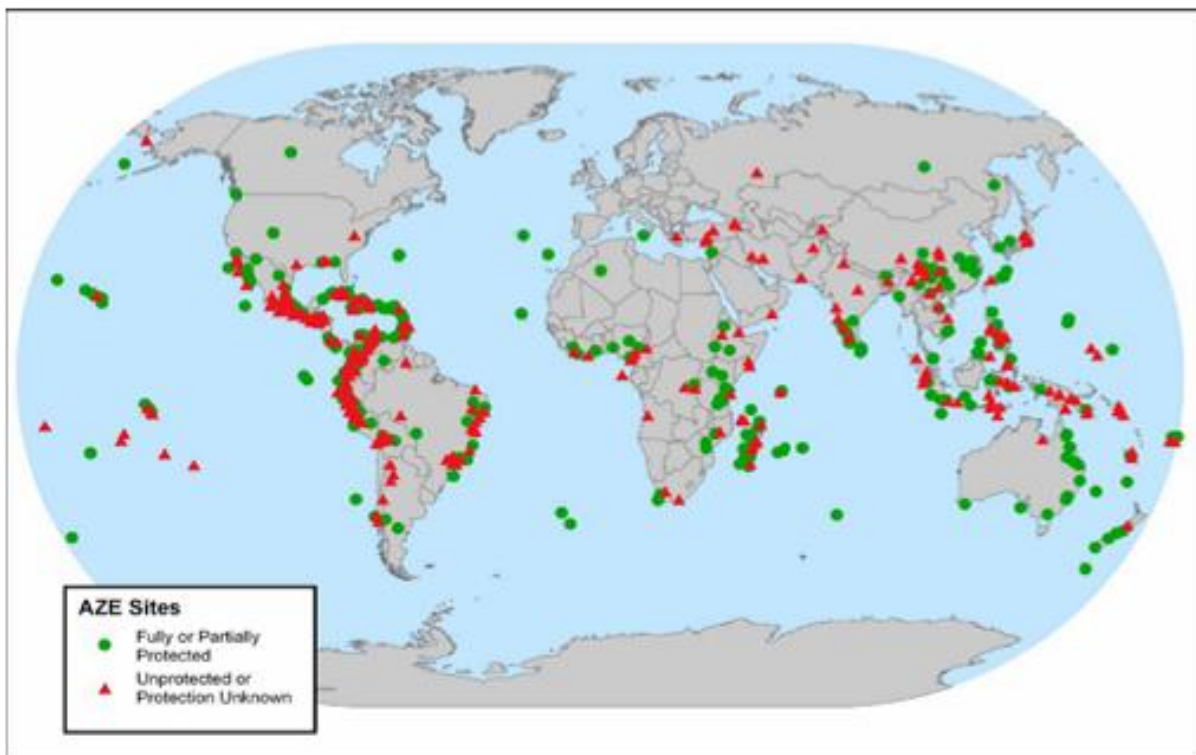 AZE Sites
Fully or Partially
Protected
Unprotected or
Protection Unknown